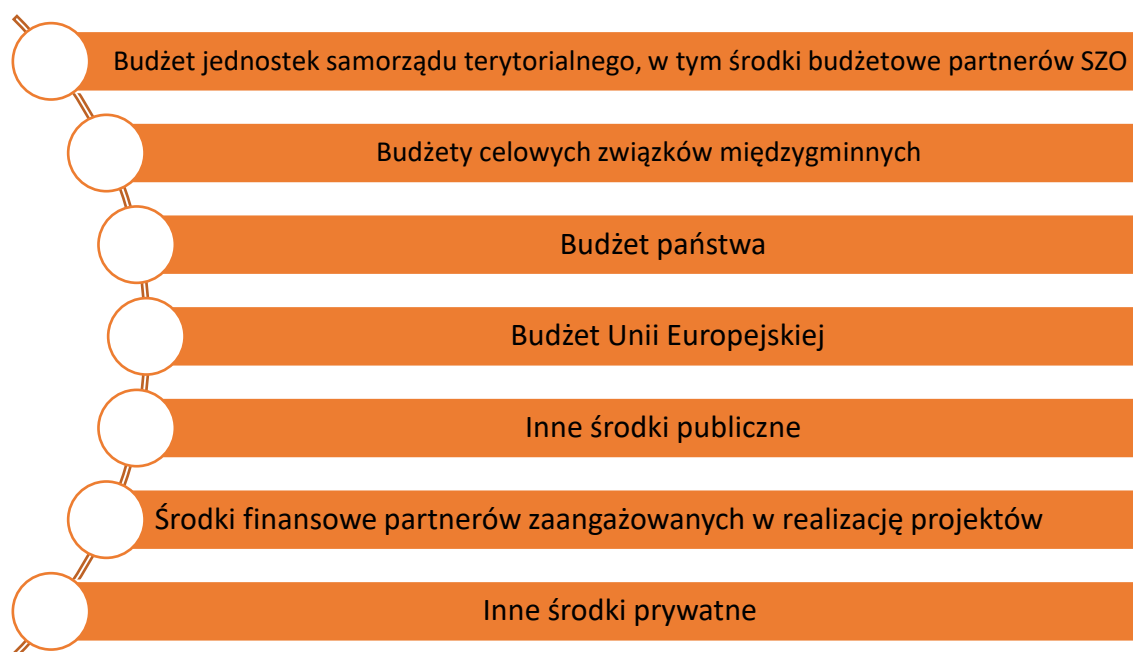 Budżet jednostek samorządu terytorialnego, w tym środki budżetowe partnerów SZO
Budżety celowych związków międzygminnych
Budżet państwa
Budżet Unii Europejskiej
Inne środki publiczne
Środki finansowe partnerów zaangażowanych w realizację projektów
Inne środki prywatne